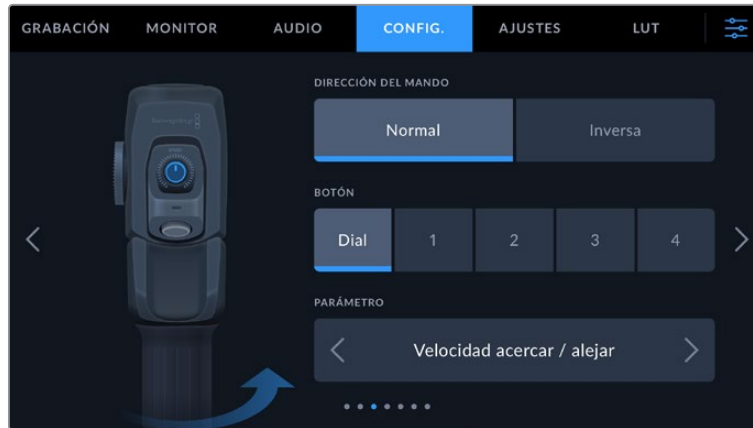 GRABACIÓN MONITOR AUDIO CONFIG. AJUSTES LUT
DIRECCIÓN DEL MANDO
Normal Inversa
BOTÓN
Dial 1 2 3 4
PARÁMETRO
Velocidad acercar / alejar